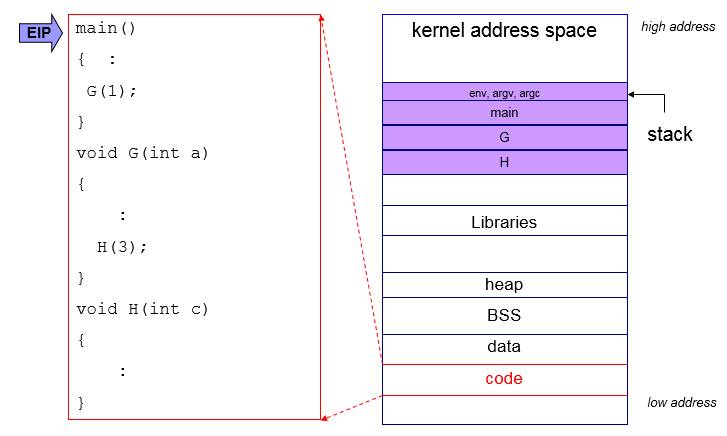 EIP
main()
{  :
G(1);
}
void G(int a)
{
:
H(3);
}
void H(int c)
{
:
}
kernel address space
high address
env, argv, argc
main
stack
G
H
Libraries
heap
BSS
data
code
low address